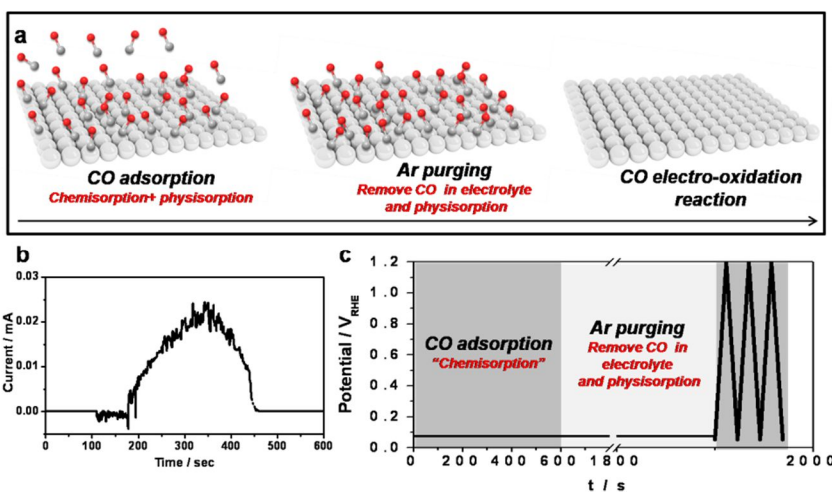 a
CO adsorption
Chemisorption+ physisorption
Ar purging
Remove CO in electrolyte
and physisorption
CO electro-oxidation
reaction
b
0.03
0.02
0.01
0.00
Current / mA
0 100 200 300 400 500 600
Time / sec
c
1.2
1.0
0.8
0.6
0.4
0.2
0.0
Potential / VRHE
CO adsorption
"Chemisorption"
Ar purging
Remove CO in
electrolyte
and physisorption
0 200 400 600 1800 2000
t / s